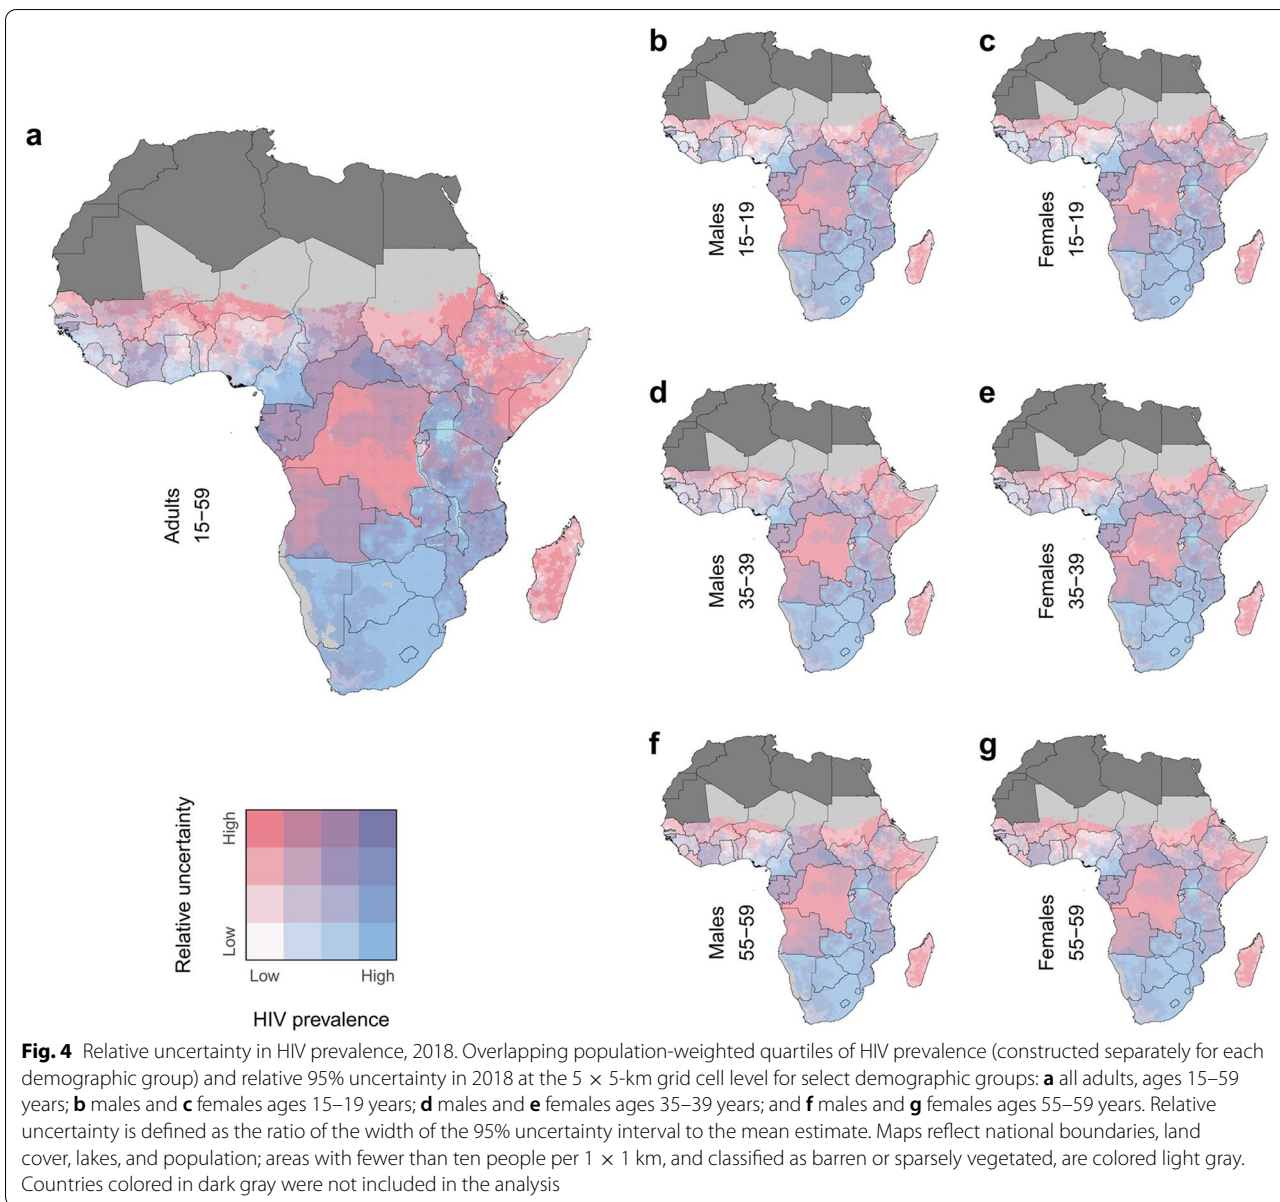 a
Adults
15–59
b
Males
15–19
c
Females
15–19
d
Males
35–39
e
Females
35–39
f
Males
55–59
g
Females
55–59
Relative uncertainty
High
Low
Low High
HIV prevalence
Fig. 4 Relative uncertainty in HIV prevalence, 2018. Overlapping population-weighted quartiles of HIV prevalence (constructed separately for each
demographic group) and relative 95% uncertainty in 2018 at the 5 × 5-km grid cell level for select demographic groups: a all adults, ages 15–59
years; b males and c females ages 15–19 years; d males and e females ages 35–39 years; and f males and g females ages 55–59 years. Relative
uncertainty is defined as the ratio of the width of the 95% uncertainty interval to the mean estimate. Maps reflect national boundaries, land
cover, lakes, and population; areas with fewer than ten people per 1 × 1 km, and classified as barren or sparsely vegetated, are colored light gray.
Countries colored in dark gray were not included in the analysis